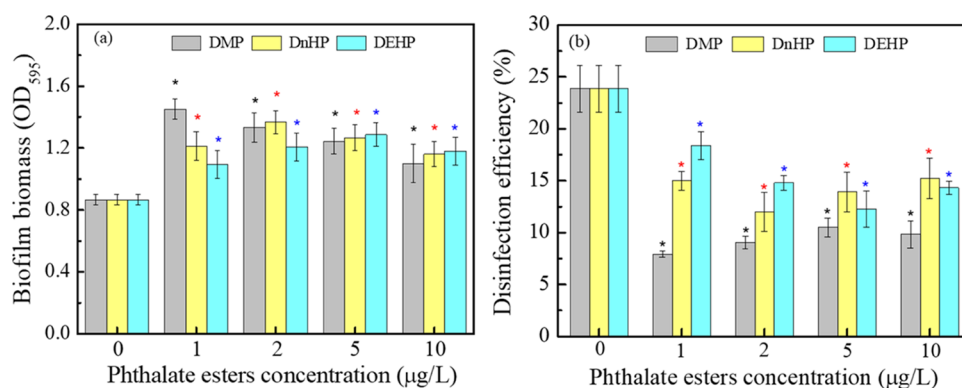 (a)
DMP DnHP DEHP
Biofilm biomass (OD595)
2.0
1.6
1.2
0.8
0.4
0.0
* * *
* * *
* * *
* * *
0 1 2 5 10
Phthalate esters concentration (μg/L)
(b)
DMP DnHP DEHP
Disinfection efficiency (%)
30
25
20
15
10
5
0
* * *
* * *
* * *
* * *
0 1 2 5 10
Phthalate esters concentration (μg/L)